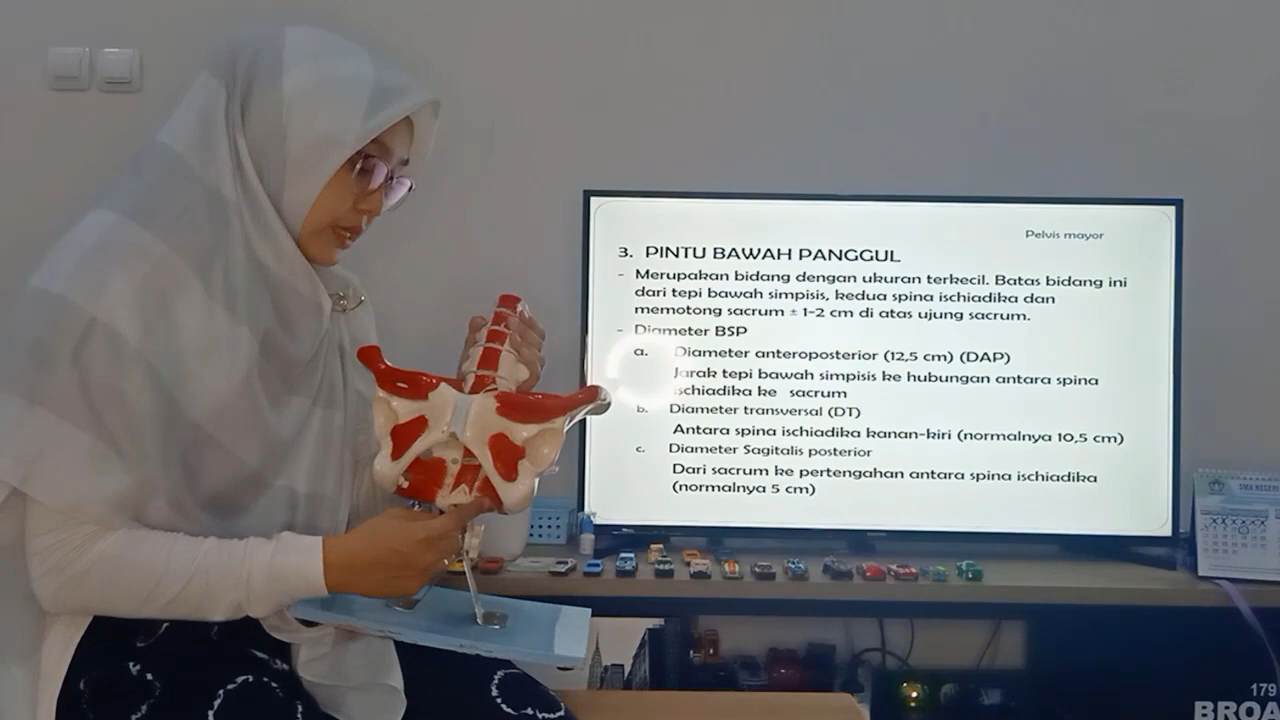 Pelvis mayor
3. PINTU BAWAH PANGGUL
- Merupakan bidang dengan ukuran terkecil. Batas bidang ini
dari tepi bawah simpisis, kedua spina ischiadika dan
memotong sacrum ± 1-2 cm di atas ujung sacrum.
- Diameter BSP
a. Diameter anteroposterior (12,5 cm) (DAP)
Jarak tepi bawah simpisis ke hubungan antara spina
ischiadika ke sacrum
b. Diameter transversal (DT)
Antara spina ischiadika kanan-kiri (normalnya 10,5 cm)
c. Diameter Sagitalis posterior
Dari sacrum ke pertengahan antara spina ischiadika
(normalnya 5 cm)
SMA NEGERI
179
BROA